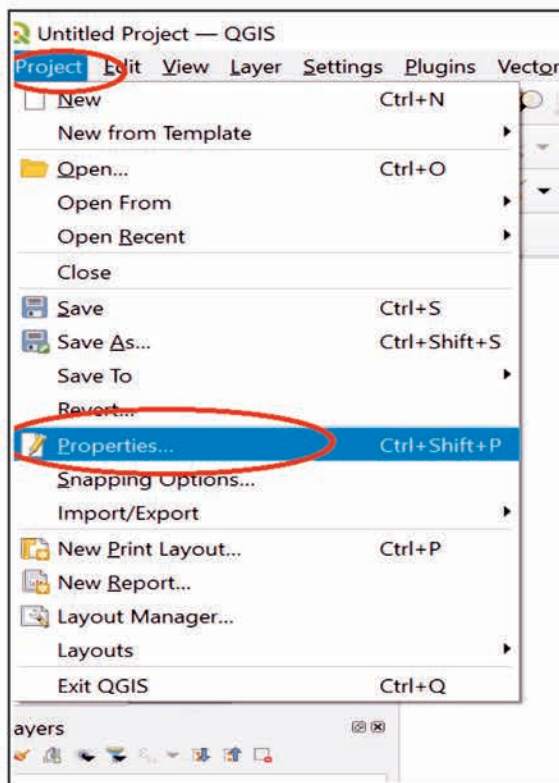 Untitled Project — QGIS
Project Edit View Layer Settings Plugins Vector
New Ctrl+N
New from Template
Open... Ctrl+O
Open From
Open Recent
Close
Save Ctrl+S
Save As... Ctrl+Shift+S
Save To
Revert...
Properties... Ctrl+Shift+P
Snapping Options...
Import/Export
New Print Layout... Ctrl+P
New Report...
Layout Manager...
Layouts
Exit QGIS Ctrl+Q
ayers